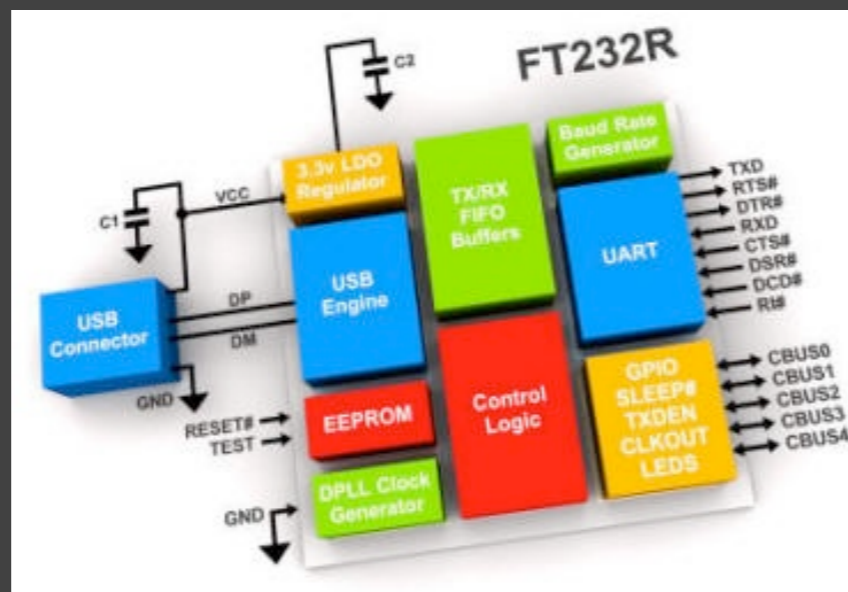 FT232R
C2
C1
VCC
3.3v LDO
Regulator
TX/RX
FIFO
Buffers
Baud Rate
Generator
USB
Connector
DP
DM
GND
USB
Engine
UART
TXD
RTS#
DTR#
RXD
CTS#
DSR#
DCD#
RI#
RESET#
TEST
EEPROM
Control
Logic
GPIO
SLEEP#
TXDEN
CLKOUT
LEDS
CBUS0
CBUS1
CBUS2
CBUS3
CBUS4
GND
DPLL Clock
Generator